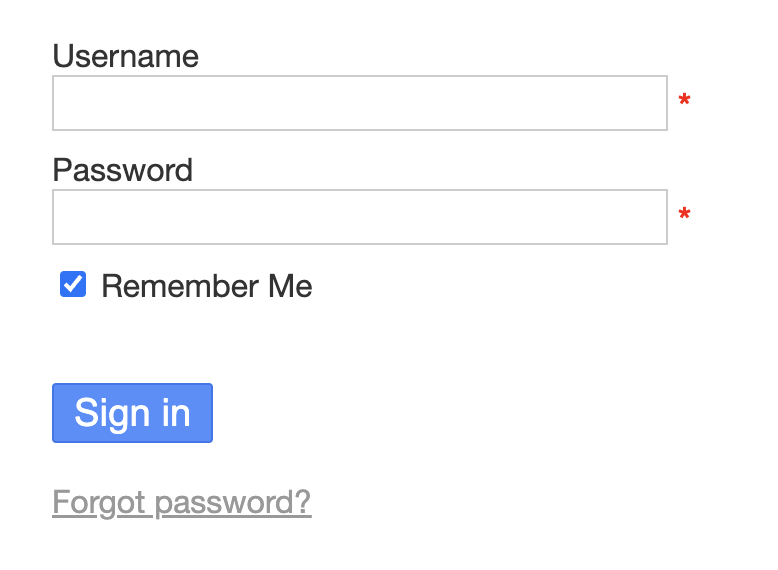 Username
*
Password
*
Remember Me
Sign in
Forgot password?